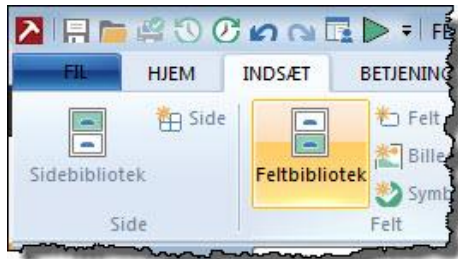 FIL HJEM INDSÆT BETJENING
Side Felt
Bille
Sidebibliotek Feltbibliotek Symb
Side Felt